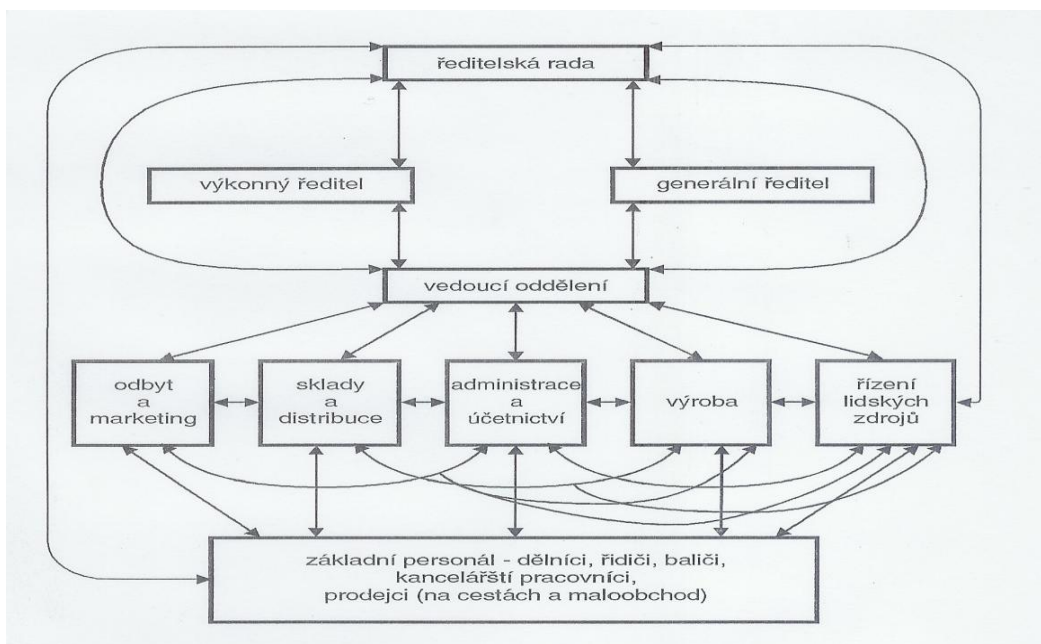 ředitelská rada
výkonný ředitel
generální ředitel
vedoucí oddělení
odbyt
a
marketing
sklady
a
distribuce
administrace
a
účetnictví
výroba
řízení
lidských
zdrojů
základní personál - dělníci, řidiči, baliči,
kancelářští pracovníci,
prodejci (na cestách a maloobchod)